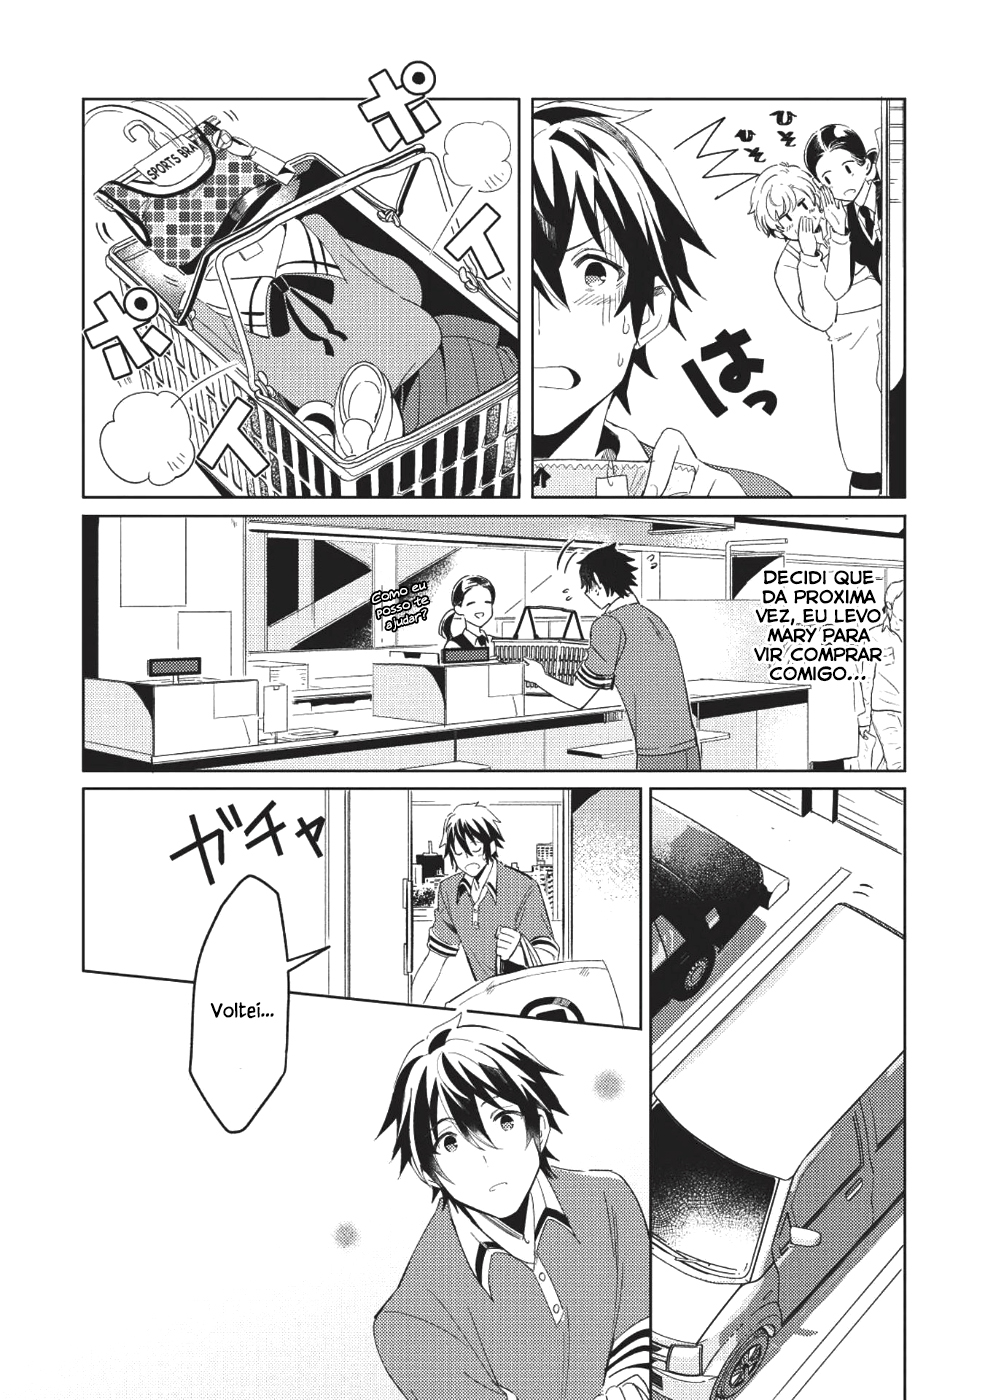 ひそ
ひそ
はっ
ポイ
SPORTS BRA
ポイ
DECIDI QUE
DA PROXIMA
VEZ, EU LEVO
MARY PARA
VIR COMPRAR
COMIGO...
Como eu
posso te
ajudar?
ガチャ
Voltei...